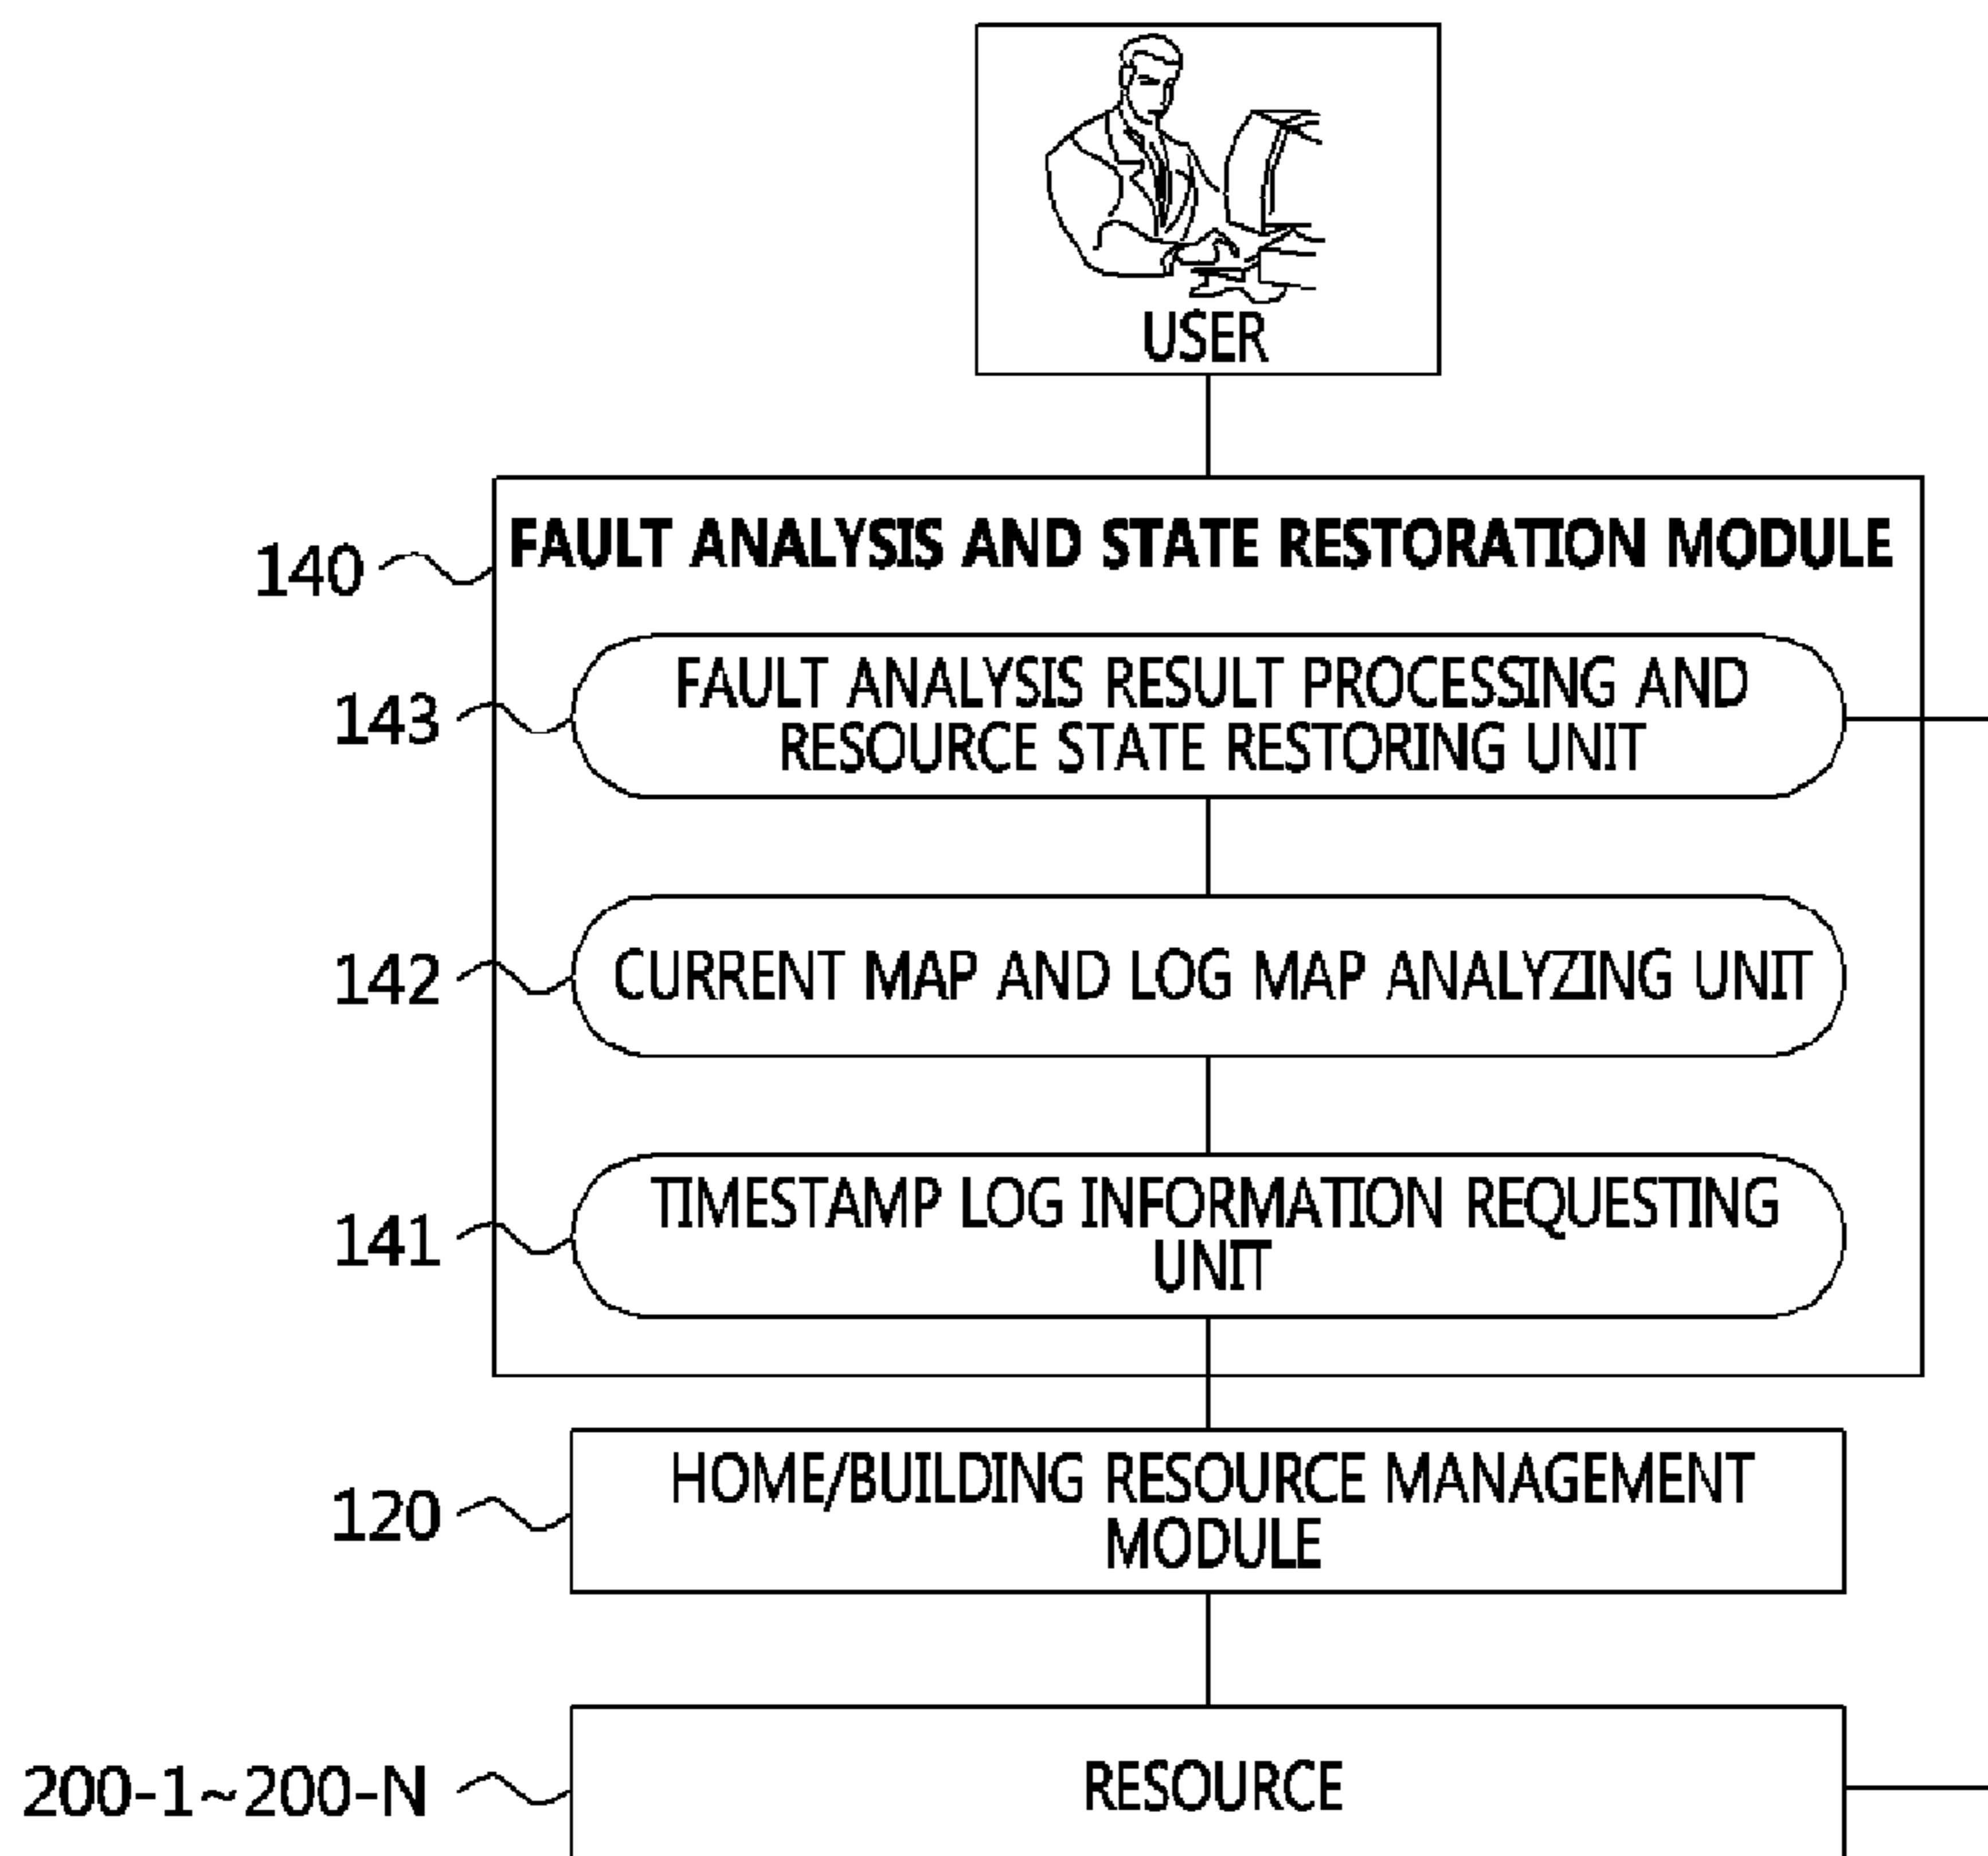 USER
140
FAULT ANALYSIS AND STATE RESTORATION MODULE
143
FAULT ANALYSIS RESULT PROCESSING AND
RESOURCE STATE RESTORING UNIT
142
CURRENT MAP AND LOG MAP ANALYZING UNIT
141
TIMESTAMP LOG INFORMATION REQUESTING
UNIT
120
HOME/BUILDING RESOURCE MANAGEMENT
MODULE
200-1~200-N
RESOURCE